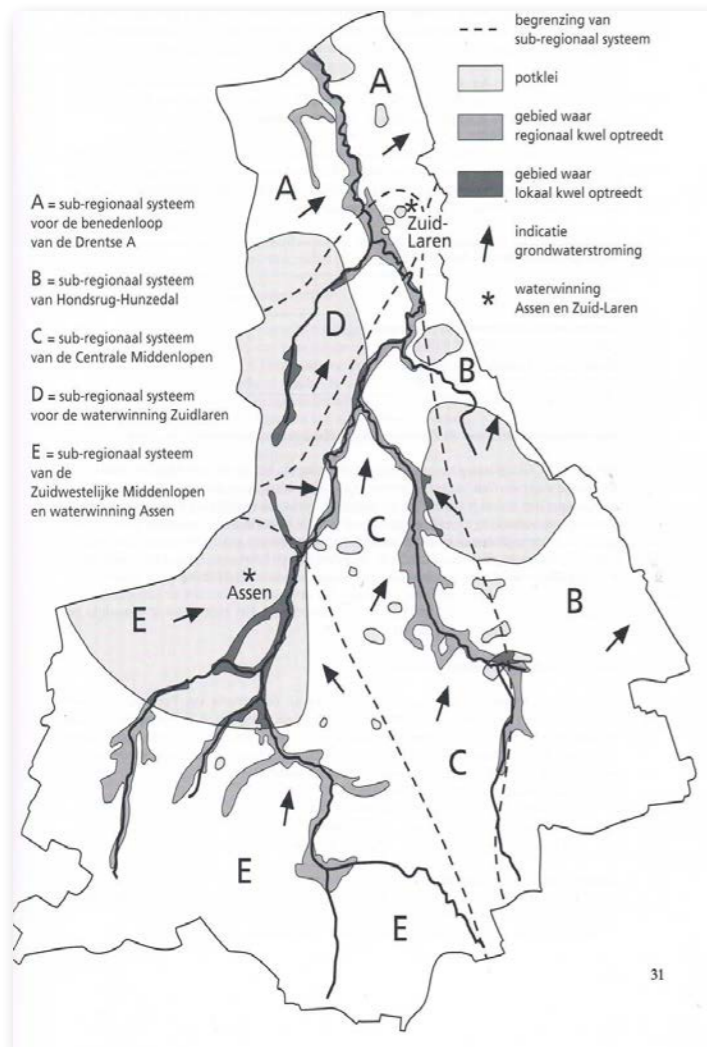 begrenzing van
sub-regionaal systeem
potklei
gebied waar
regionaal kwel optreedt
gebied waar
lokaal kwel optreedt
indicatie
grondwaterstroming
waterwinning
Assen en Zuid-Laren
A = sub-regionaal systeem
voor de benedenloop
van de Drentse A
B = sub-regionaal systeem
van Hondsrug-Hunzedal
C = sub-regionaal systeem
van de Centrale Middenlopen
D = sub-regionaal systeem
voor de waterwinning Zuidlaren
E = sub-regionaal systeem
van de
Zuidwestelijke Middenlopen
en waterwinning Assen
A
A
*
Zuid-
Laren
D
B
C
*
Assen
E
B
C
E
E
31